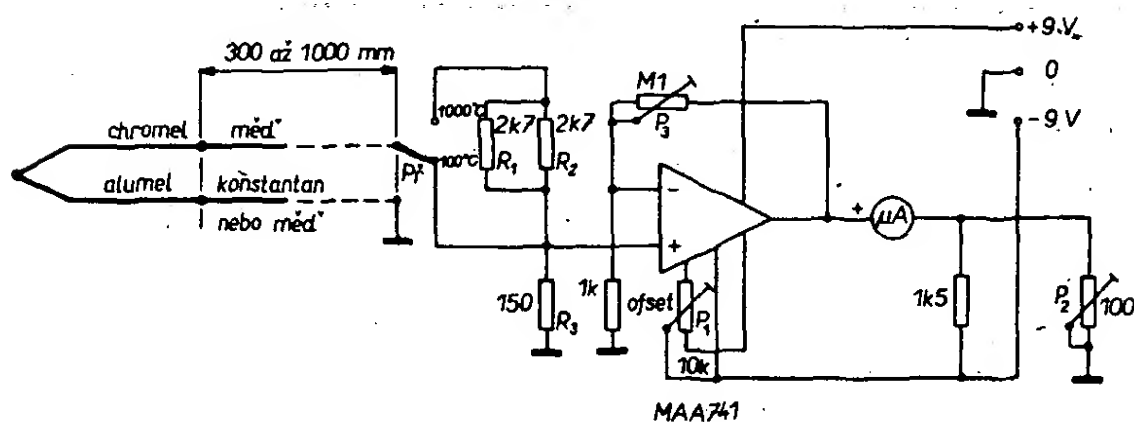 300 až 1000 mm
chromel
měď
alumel
konštantan
nebo měď
Př
1000°C
100°C
2k7
R1
2k7
R2
150
R3
M1
P3
1k
ofset
P1
10k
MAA741
−
+
+
μA
1k5
P2
100
+9 V
0
-9 V